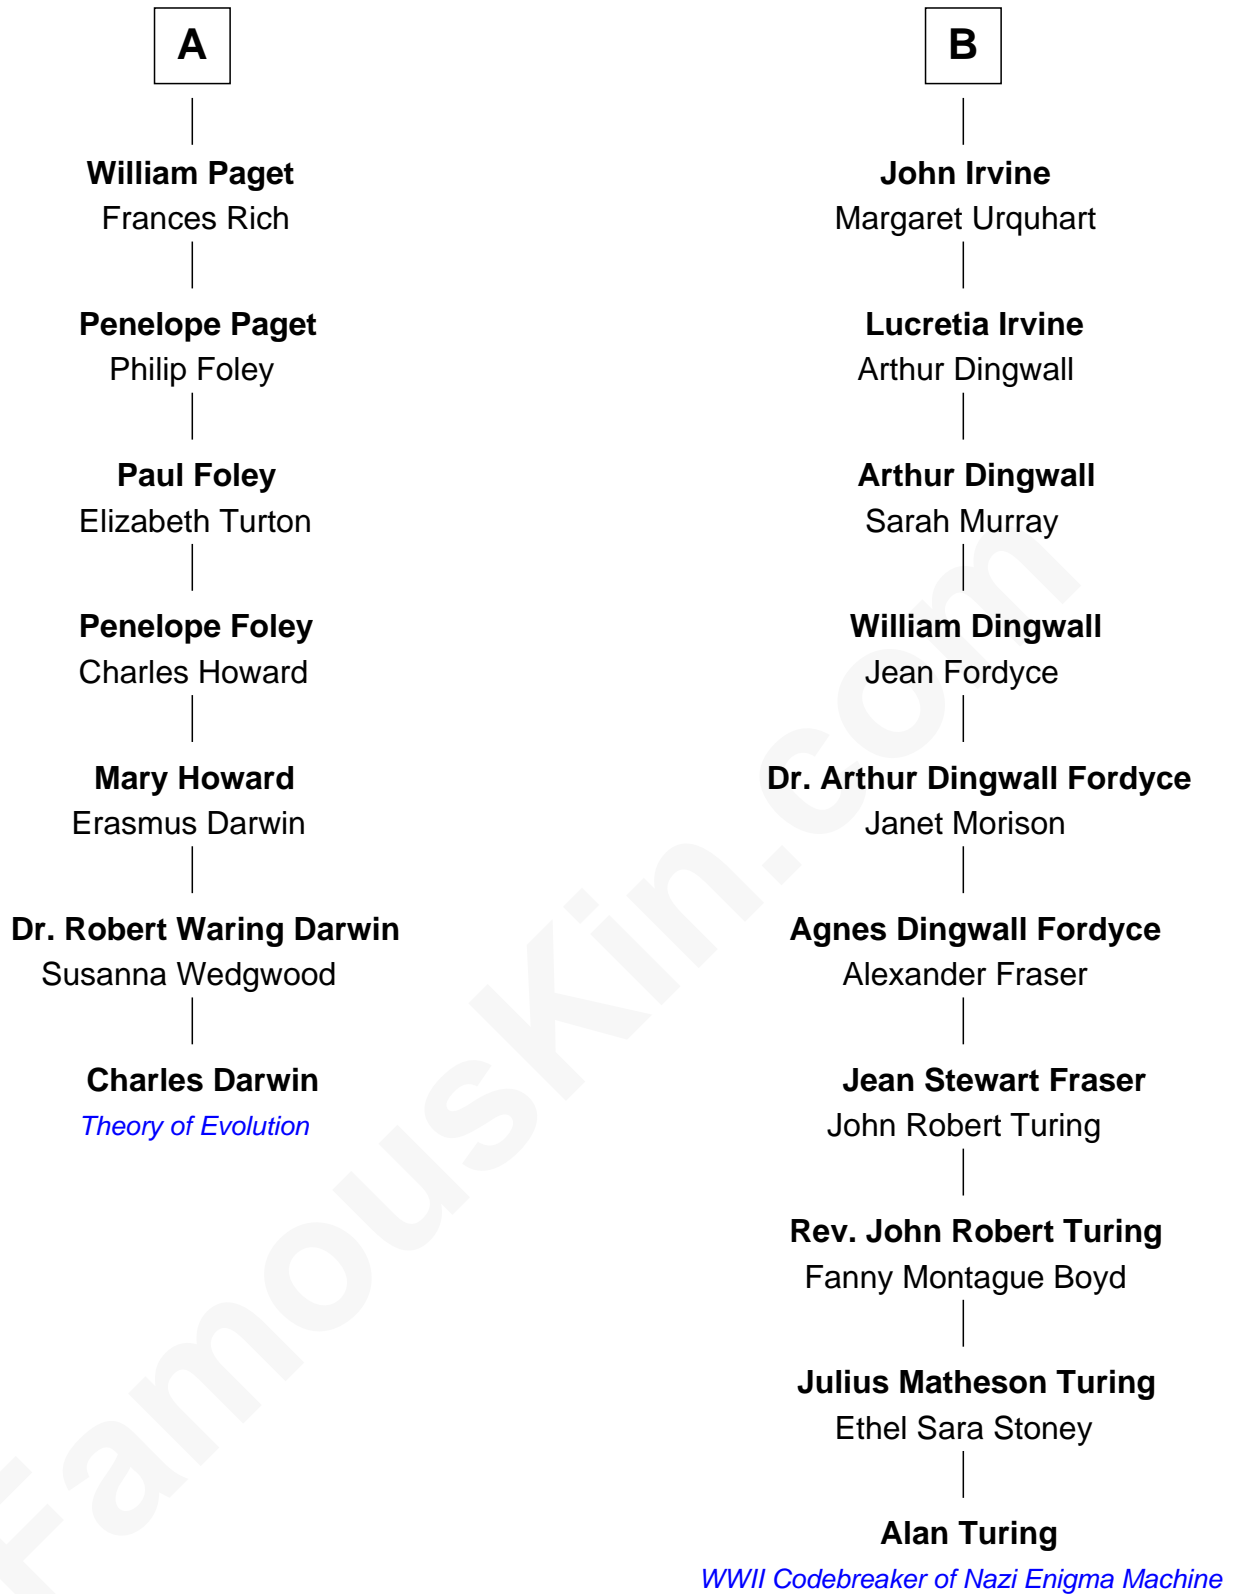 A
William Paget
Frances Rich
Penelope Paget
Philip Foley
Paul Foley
Elizabeth Turton
Penelope Foley
Charles Howard
Mary Howard
Erasmus Darwin
Dr. Robert Waring Darwin
Susanna Wedgwood
Charles Darwin
Theory of Evolution
B
John Irvine
Margaret Urquhart
Lucretia Irvine
Arthur Dingwall
Arthur Dingwall
Sarah Murray
William Dingwall
Jean Fordyce
Dr. Arthur Dingwall Fordyce
Janet Morison
Agnes Dingwall Fordyce
Alexander Fraser
Jean Stewart Fraser
John Robert Turing
Rev. John Robert Turing
Fanny Montague Boyd
Julius Matheson Turing
Ethel Sara Stoney
Alan Turing
WWII Codebreaker of Nazi Enigma Machine
FamousKin.com